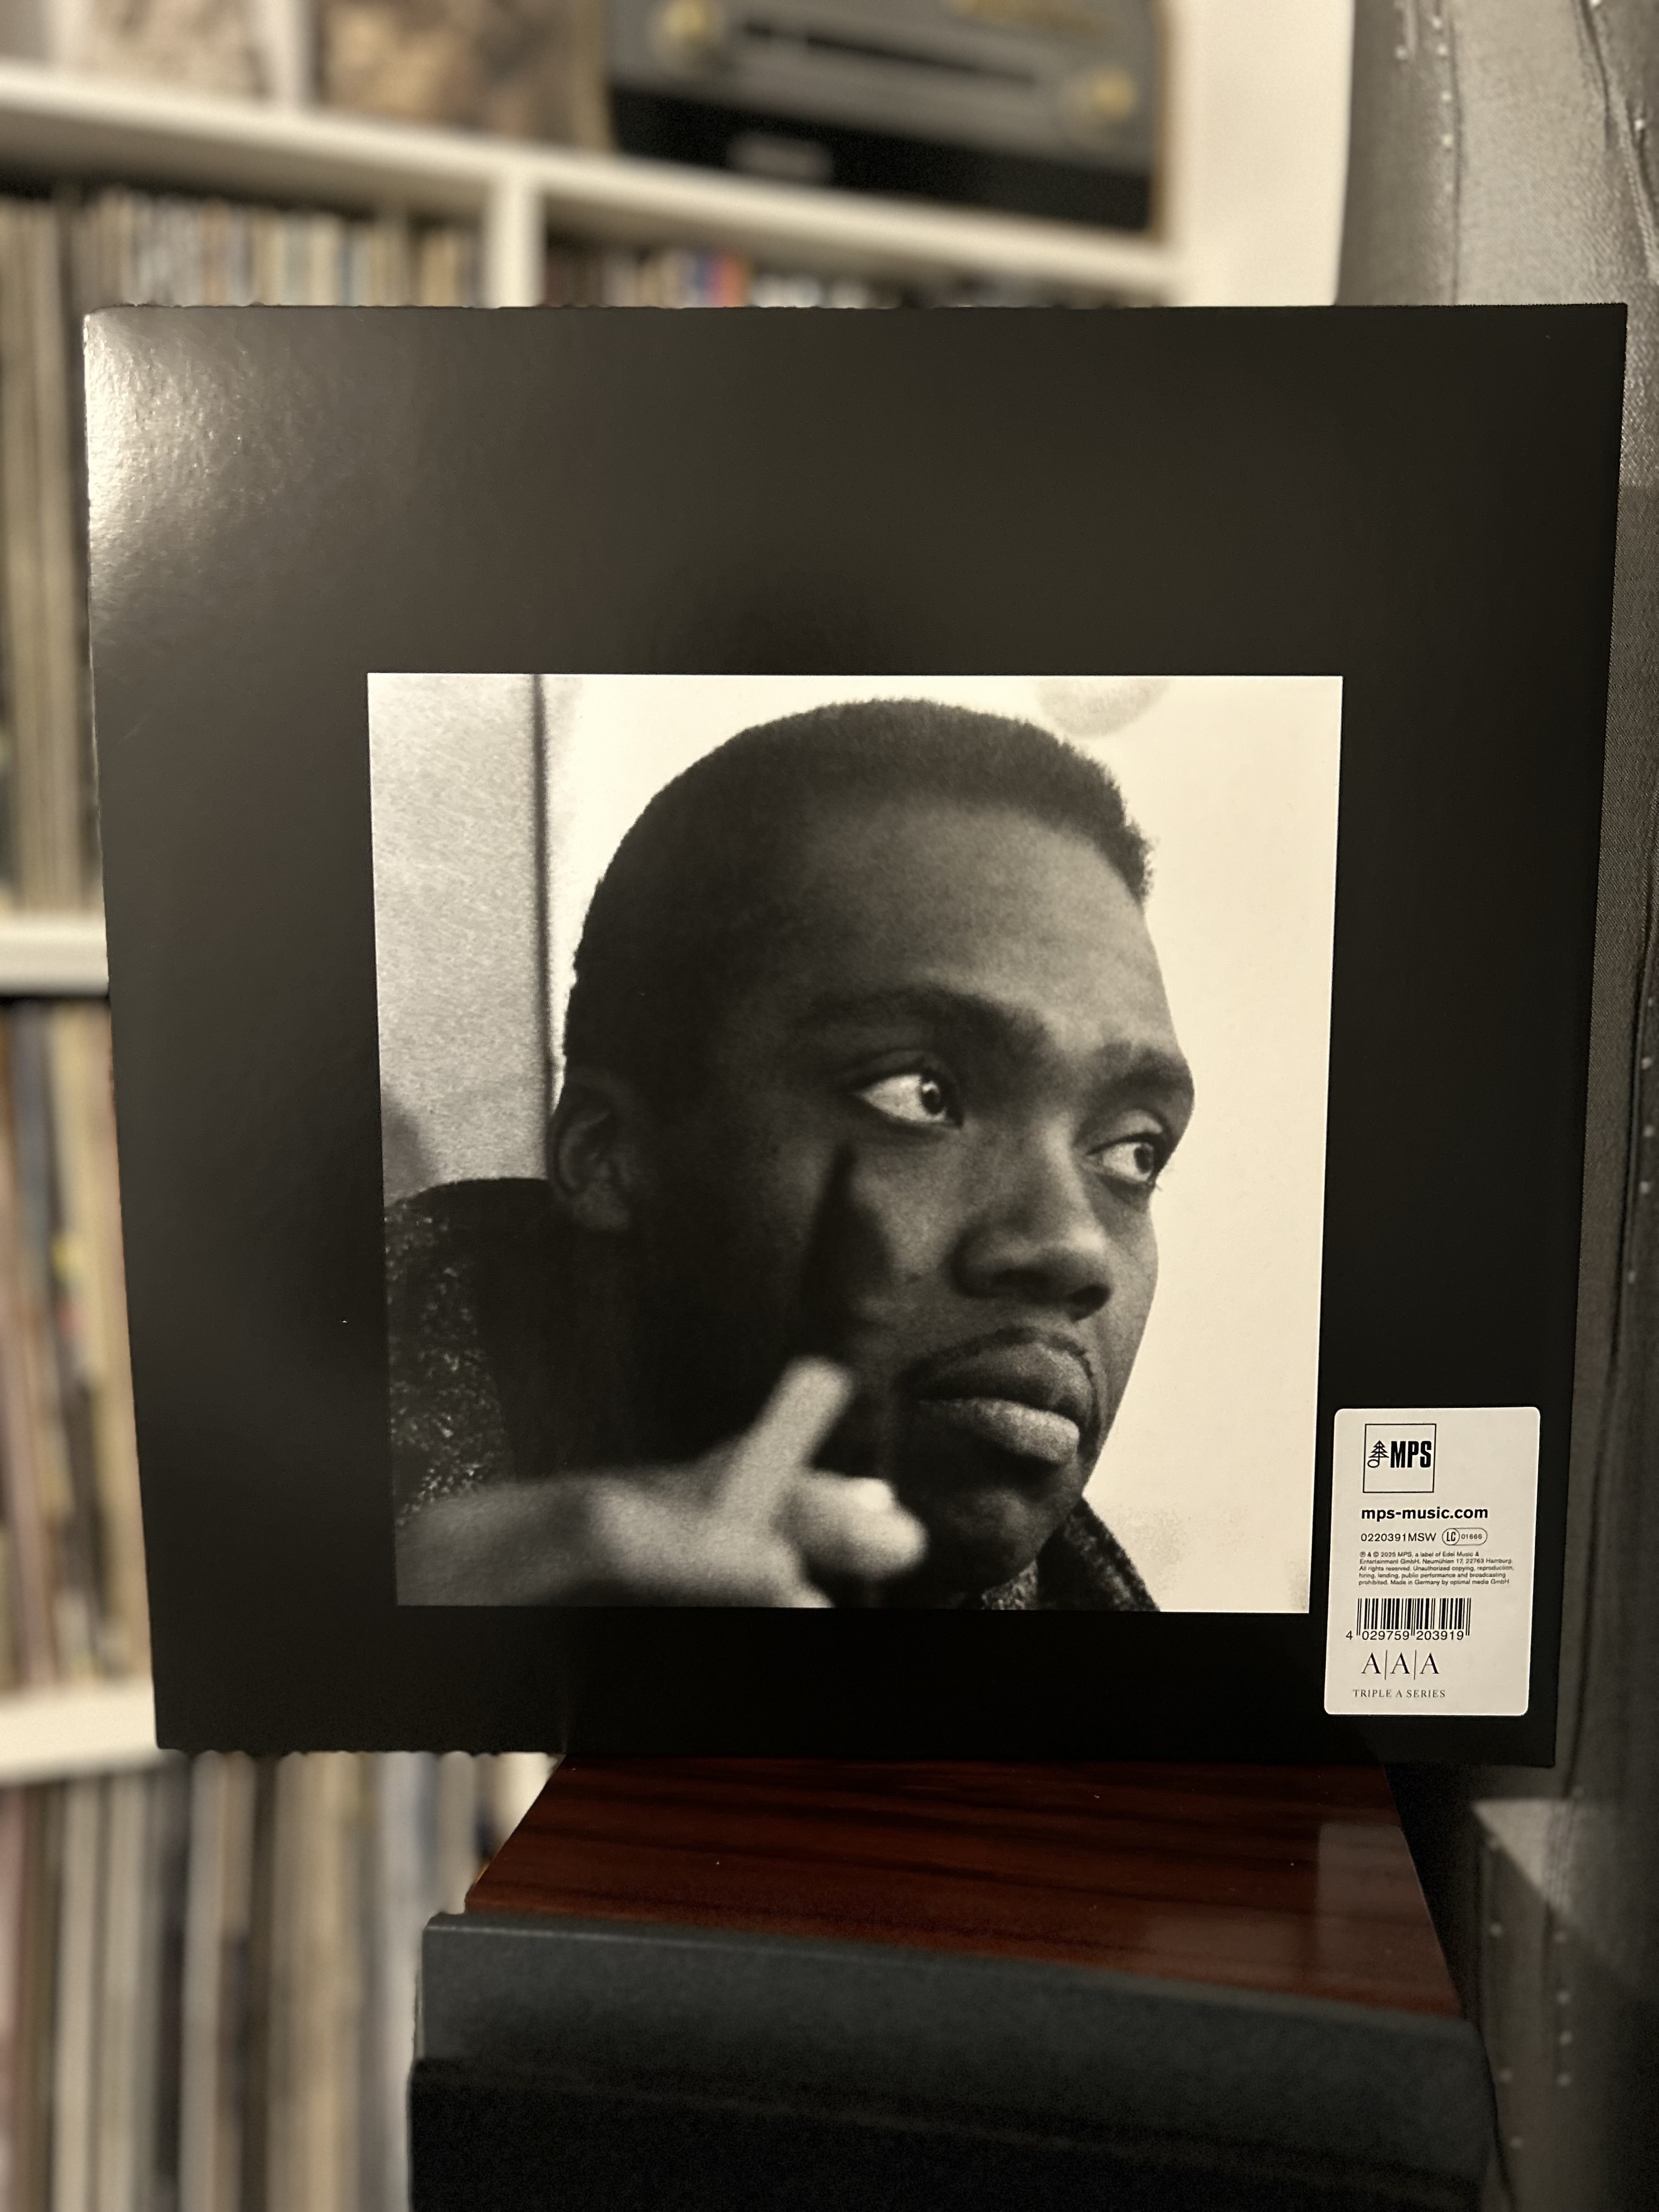 MPS
mps-music.com
0220391MSW LC 01666
℗ & © 2025 MPS, a label of Edel Music &
Entertainment GmbH, Neumühlen 17, 22763 Hamburg.
All rights reserved. Unauthorized copying, reproduction,
hiring, lending, public performance and broadcasting
prohibited. Made in Germany by optimal media GmbH
4 029759 203919
A|A|A
TRIPLE A SERIES